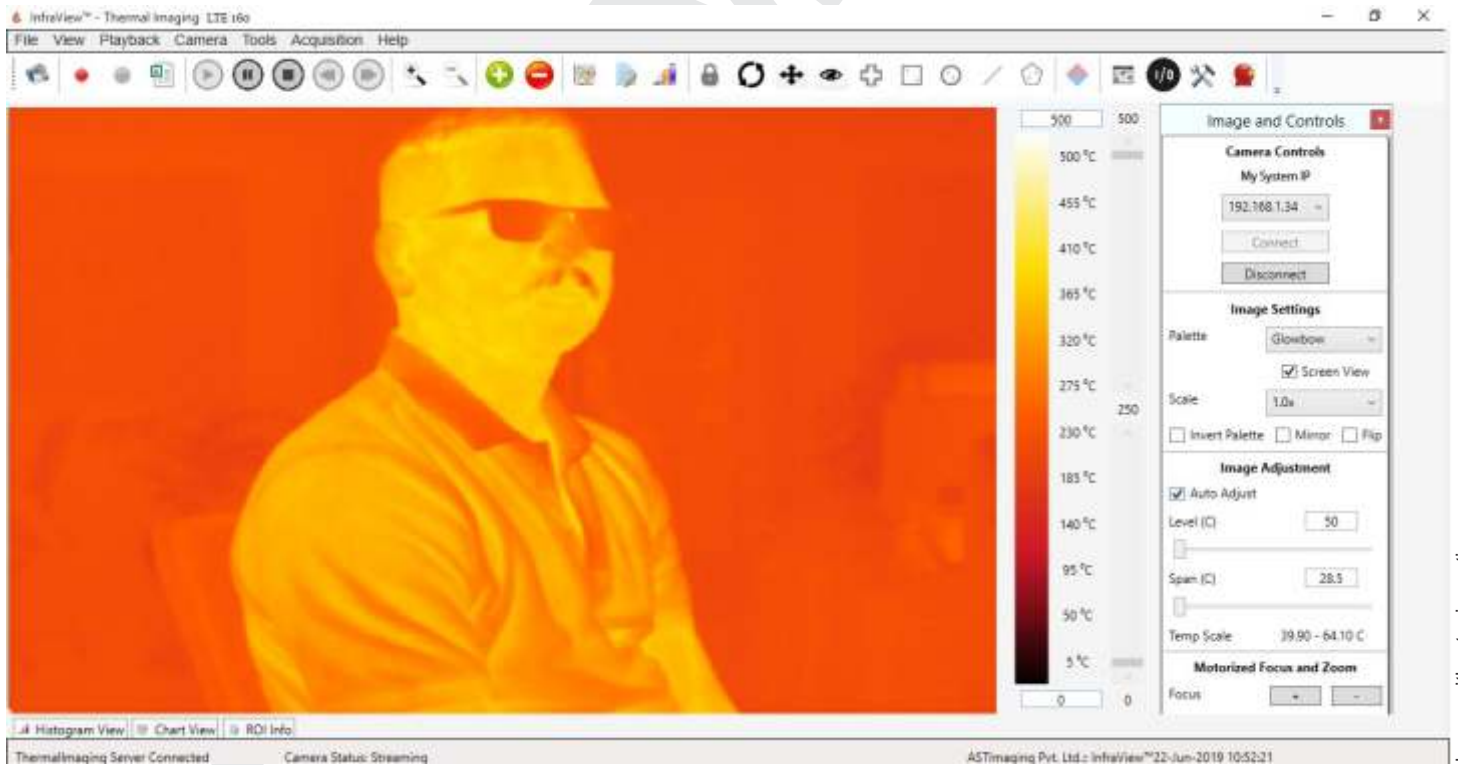 InfraView™ - Thermal Imaging LTE 160
File View Playback Camera Tools Acquisition Help
I/O
500 500
500 °C
455 °C
410 °C
365 °C
320 °C
275 °C
250
230 °C
185 °C
140 °C
95 °C
50 °C
5 °C
0 0
Image and Controls
Camera Controls
My System IP
192.168.1.34
Connect
Disconnect
Image Settings
Palette Glowbow
Screen View
Scale 1.0x
Invert Palette Mirror Flip
Image Adjustment
Auto Adjust
Level (C) 50
Span (C) 28.5
Temp Scale 39.90 - 64.10 C
Motorized Focus and Zoom
Focus + -
Histogram View Chart View ROI Info
ThermalImaging Server Connected Camera Status: Streaming ASTimaging Pvt. Ltd.: InfraView™22-Jun-2019 10:52:21